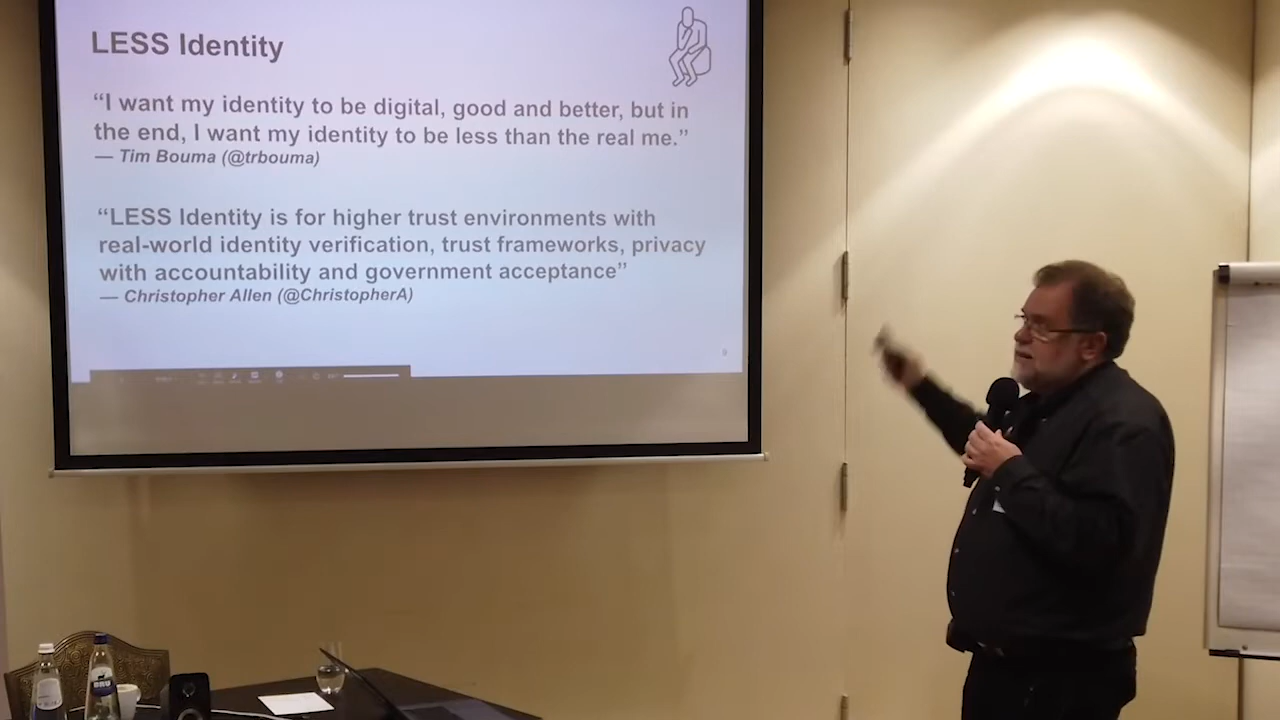 LESS Identity
“I want my identity to be digital, good and better, but in
the end, I want my identity to be less than the real me.”
— Tim Bouma (@trbouma)
“LESS Identity is for higher trust environments with
real-world identity verification, trust frameworks, privacy
with accountability and government acceptance”
— Christopher Allen (@ChristopherA)